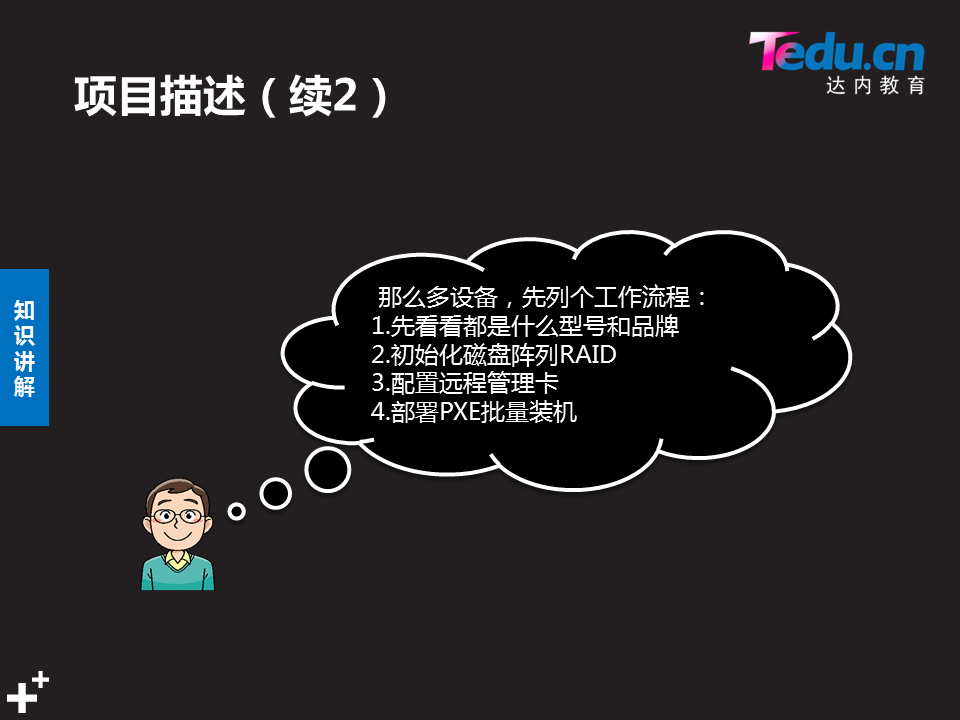 Tedu.cn
达内教育
项目描述（续2）
知识讲解
那么多设备，先列个工作流程：
1.先看看都是什么型号和品牌
2.初始化磁盘阵列RAID
3.配置远程管理卡
4.部署PXE批量装机